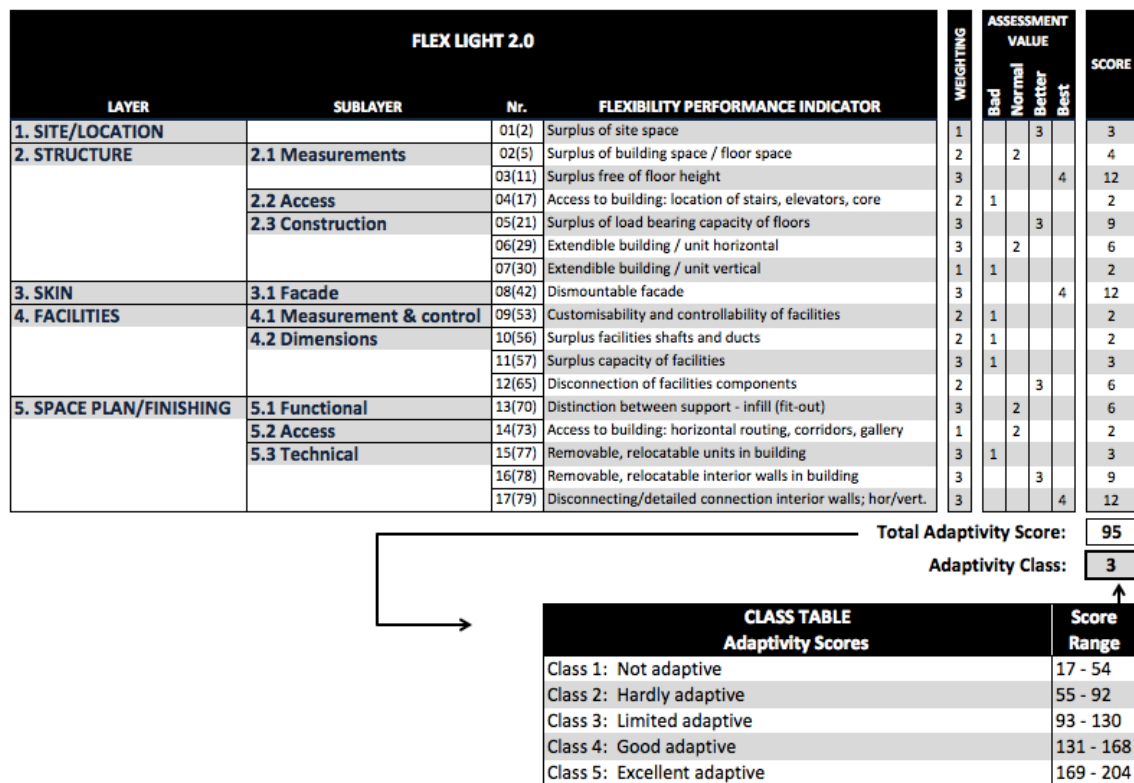 FLEX LIGHT 2.0
WEIGHTING
ASSESSMENT VALUE
SCORE
LAYER SUBLAYER Nr. FLEXIBILITY PERFORMANCE INDICATOR Bad Normal Better Best
1. SITE/LOCATION 01(2) Surplus of site space 1 3 3
2. STRUCTURE 2.1 Measurements 02(5) Surplus of building space / floor space 2 2 4
03(11) Surplus free of floor height 3 4 12
2.2 Access 04(17) Access to building: location of stairs, elevators, core 2 1 2
2.3 Construction 05(21) Surplus of load bearing capacity of floors 3 3 9
06(29) Extendible building / unit horizontal 3 2 6
07(30) Extendible building / unit vertical 1 1 2
3. SKIN 3.1 Facade 08(42) Dismountable facade 3 4 12
4. FACILITIES 4.1 Measurement & control 09(53) Customisability and controllability of facilities 2 1 2
4.2 Dimensions 10(56) Surplus facilities shafts and ducts 2 1 2
11(57) Surplus capacity of facilities 3 1 3
12(65) Disconnection of facilities components 2 3 6
5. SPACE PLAN/FINISHING 5.1 Functional 13(70) Distinction between support - infill (fit-out) 3 2 6
5.2 Access 14(73) Access to building: horizontal routing, corridors, gallery 1 2 2
5.3 Technical 15(77) Removable, relocatable units in building 3 1 3
16(78) Removable, relocatable interior walls in building 3 3 9
17(79) Disconnecting/detailed connection interior walls; hor/vert. 3 4 12
Total Adaptivity Score: 95
Adaptivity Class: 3
CLASS TABLE Score
Adaptivity Scores Range
Class 1: Not adaptive 17 - 54
Class 2: Hardly adaptive 55 - 92
Class 3: Limited adaptive 93 - 130
Class 4: Good adaptive 131 - 168
Class 5: Excellent adaptive 169 - 204